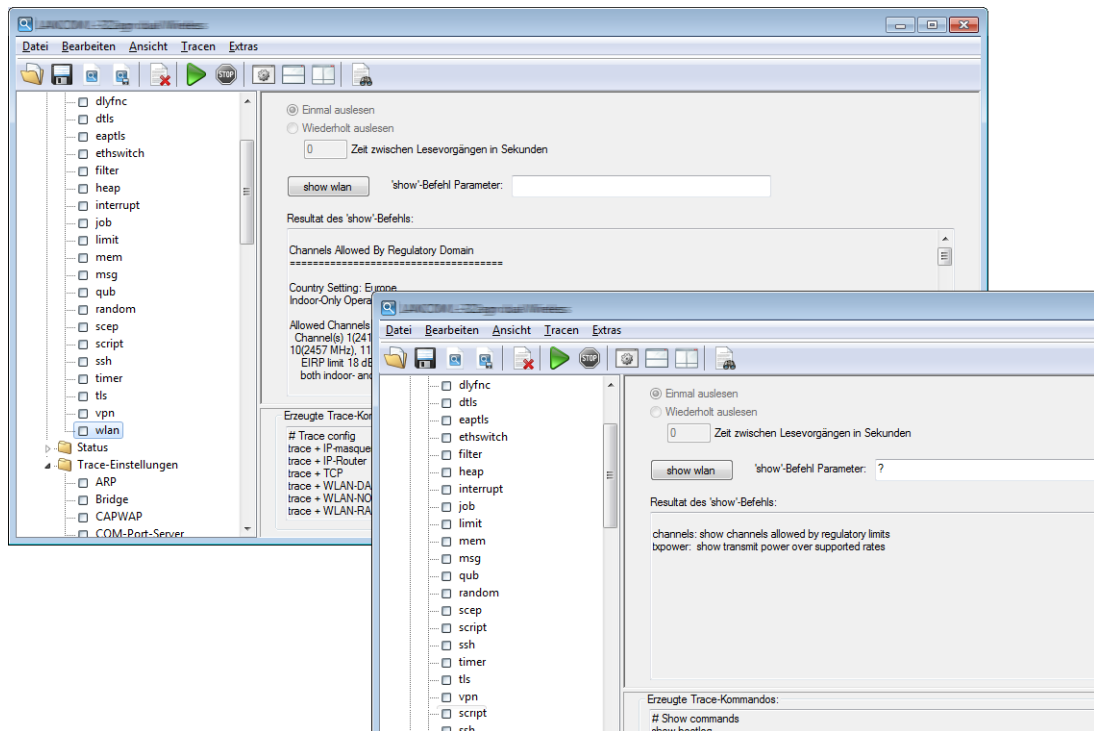 Datei Bearbeiten Ansicht Tracen Extras
STOP
dlyfnc
dtls
eaptls
ethswitch
filter
heap
interrupt
job
limit
mem
msg
qub
random
scep
script
ssh
timer
tls
vpn
wlan
Status
Trace-Einstellungen
ARP
Bridge
CAPWAP
COM-Port-Server
Einmal auslesen
Wiederholt auslesen
0 Zeit zwischen Lesevorgängen in Sekunden
show wlan 'show'-Befehl Parameter:
Resultat des 'show'-Befehls:
Channels Allowed By Regulatory Domain
=====================================
Country Setting: Europe
Indoor-Only Opera
Allowed Channels
Channel(s) 1(241
10(2457 MHz), 11
EIRP limit 18 dB
both indoor- and
Erzeugte Trace-Kor
# Trace config
trace + IP-masque
trace + IP-Router
trace + TCP
trace + WLAN-DA
trace + WLAN-NO
trace + WLAN-RA
Datei Bearbeiten Ansicht Tracen Extras
STOP
dlyfnc
dtls
eaptls
ethswitch
filter
heap
interrupt
job
limit
mem
msg
qub
random
scep
script
ssh
timer
tls
vpn
script
ssh
Einmal auslesen
Wiederholt auslesen
0 Zeit zwischen Lesevorgängen in Sekunden
show wlan 'show'-Befehl Parameter: ?
Resultat des 'show'-Befehls:
channels: show channels allowed by regulatory limits
txpower: show transmit power over supported rates
Erzeugte Trace-Kommandos:
# Show commands
show bootlog